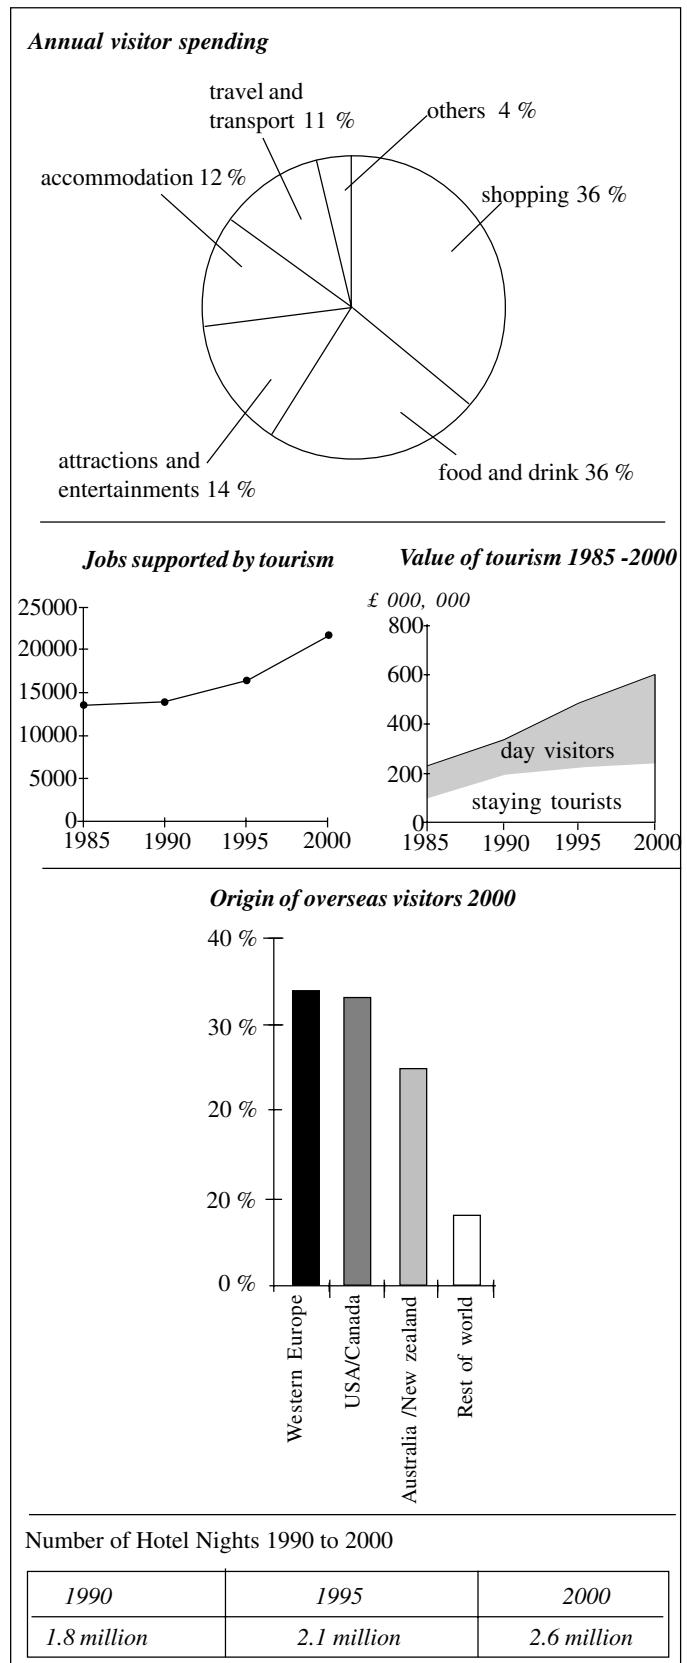 Annual visitor spending
travel and
transport 11 %
others 4 %
accommodation 12 %
shopping 36 %
attractions and
entertainments 14 %
food and drink 36 %
Jobs supported by tourism
25000
20000
15000
10000
5000
0
1985 1990 1995 2000
Value of tourism 1985 -2000
£ 000, 000
800
600
400
200
0
day visitors
staying tourists
1985 1990 1995 2000
Origin of overseas visitors 2000
40 %
30 %
20 %
20 %
0 %
Western Europe
USA/Canada
Australia /New zealand
Rest of world
Number of Hotel Nights 1990 to 2000
1990 1995 2000
1.8 million 2.1 million 2.6 million